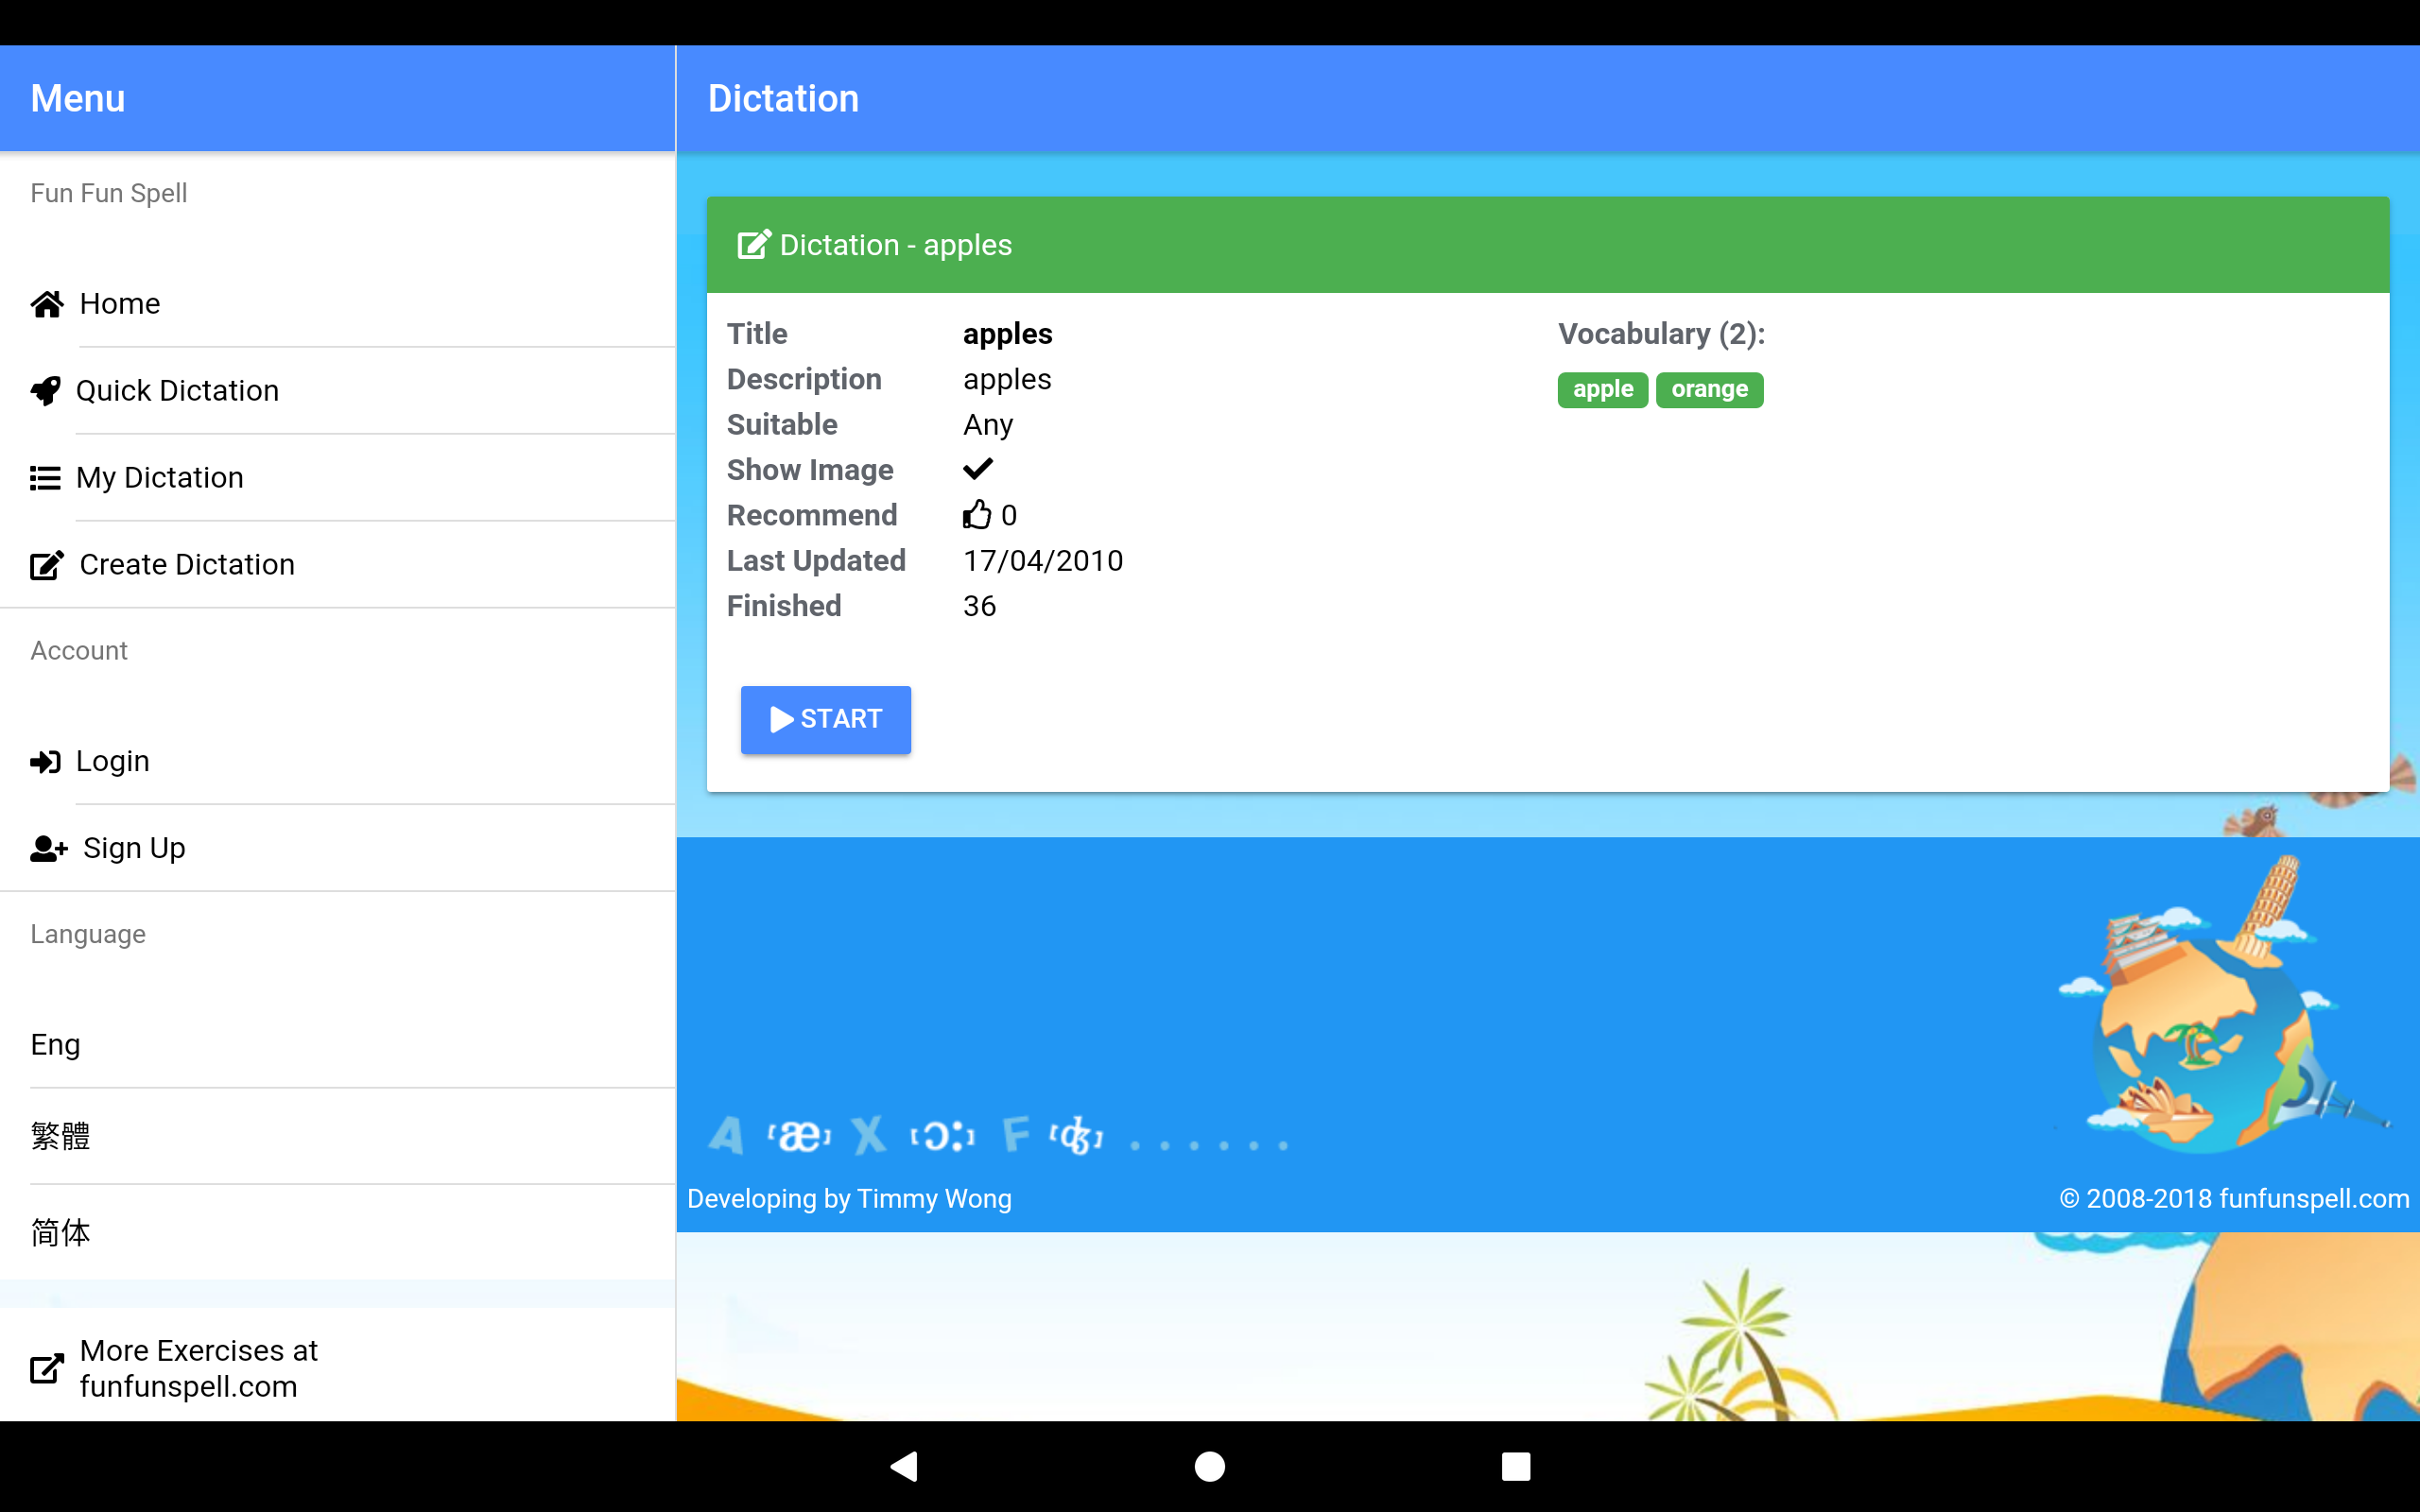 Menu
Fun Fun Spell
Home
Quick Dictation
My Dictation
Create Dictation
Account
Login
Sign Up
Language
Eng
繁體
简体
More Exercises at
funfunspell.com
Dictation
Dictation - apples
Title apples
Description apples
Suitable Any
Show Image
Recommend 0
Last Updated 17/04/2010
Finished 36
Vocabulary (2):
apple orange
START
A [æ] X [ɔ:] F [ʤ] ......
Developing by Timmy Wong
© 2008-2018 funfunspell.com